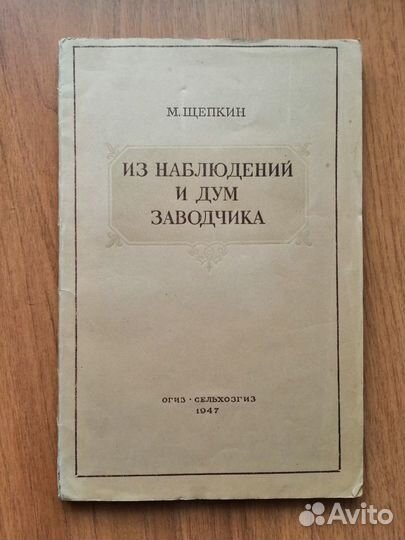 М. ЩЕПКИН
ИЗ НАБЛЮДЕНИЙ
И ДУМ
ЗАВОДЧИКА
ОГИЗ · СЕЛЬХОЗГИЗ
1947
Avito